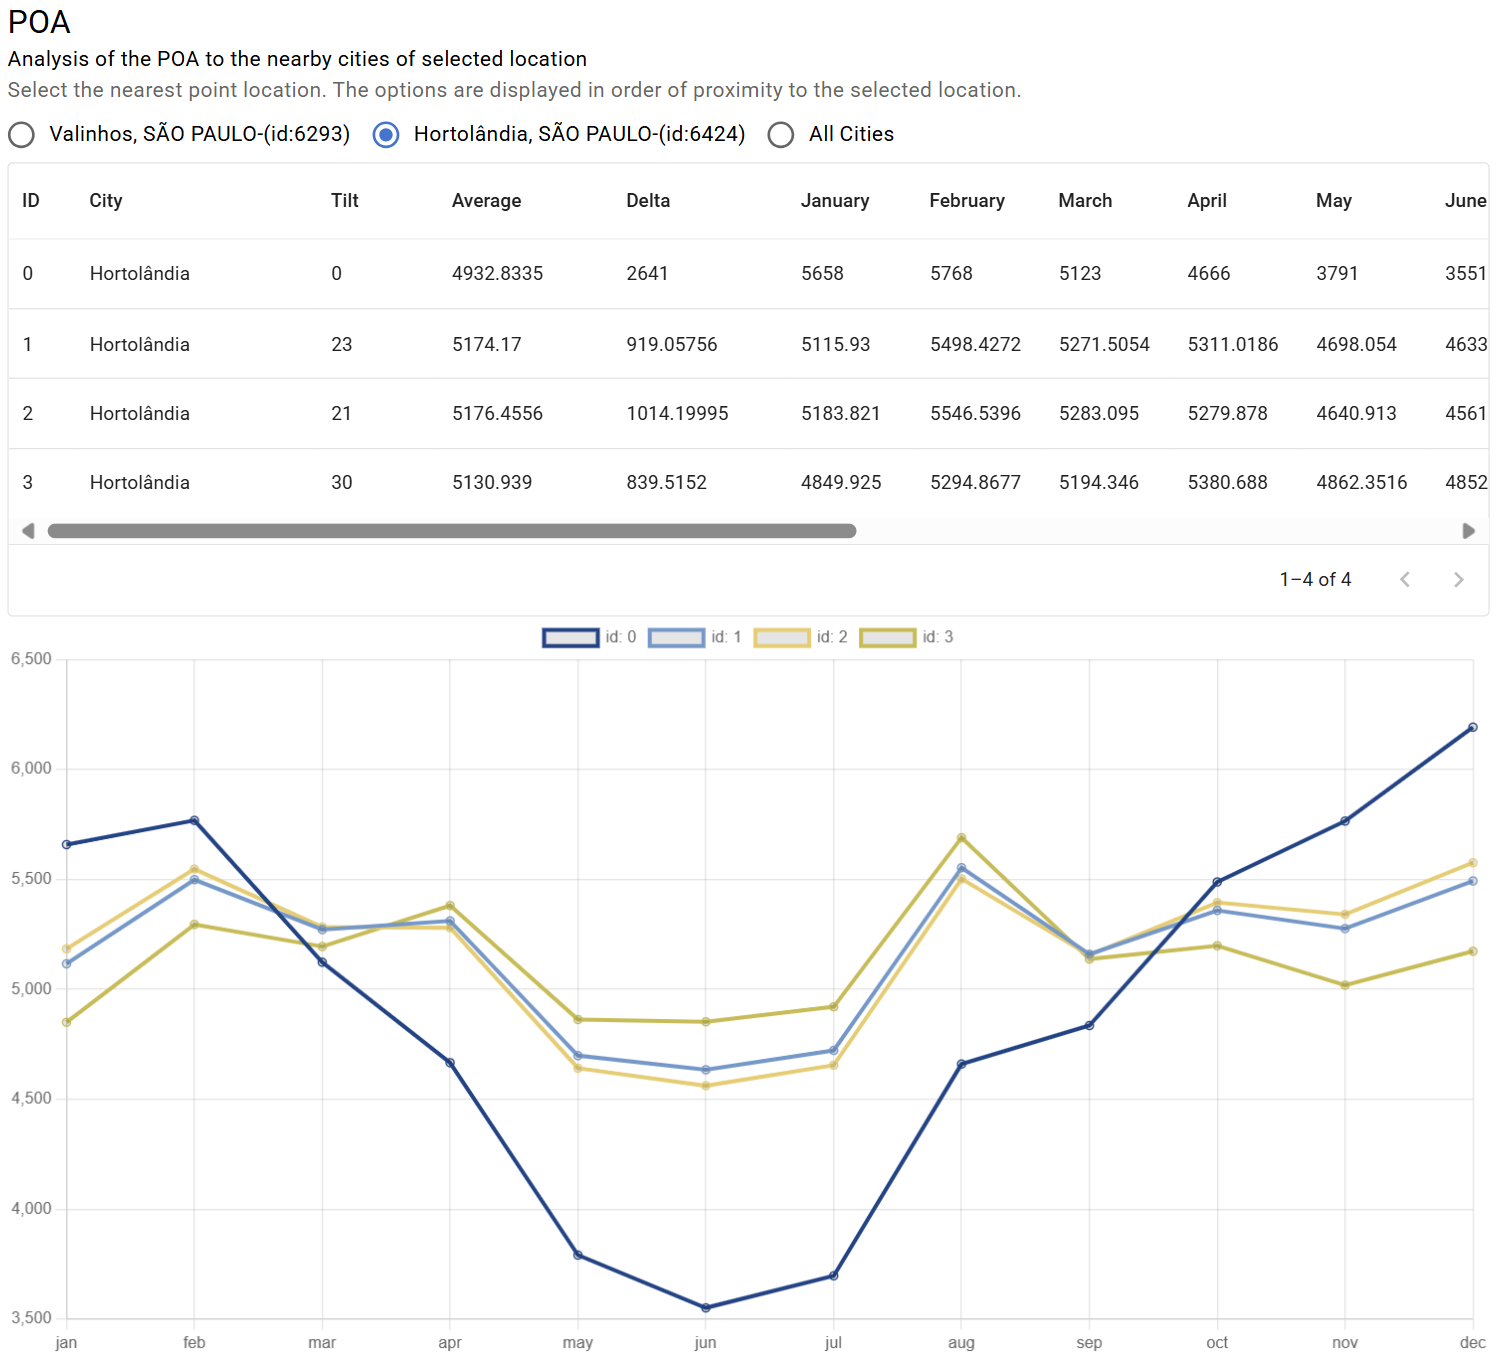 POA
Analysis of the POA to the nearby cities of selected location
Select the nearest point location. The options are displayed in order of proximity to the selected location.
Valinhos, SÃO PAULO-(id:6293) Hortolândia, SÃO PAULO-(id:6424) All Cities
ID City Tilt Average Delta January February March April May June
0 Hortolândia 0 4932.8335 2641 5658 5768 5123 4666 3791 3551
1 Hortolândia 23 5174.17 919.05756 5115.93 5498.4272 5271.5054 5311.0186 4698.054 4633
2 Hortolândia 21 5176.4556 1014.19995 5183.821 5546.5396 5283.095 5279.878 4640.913 4561
3 Hortolândia 30 5130.939 839.5152 4849.925 5294.8677 5194.346 5380.688 4862.3516 4852
1–4 of 4
id: 0 id: 1 id: 2 id: 3
6,500
6,000
5,500
5,000
4,500
4,000
3,500
jan feb mar apr may jun jul aug sep oct nov dec